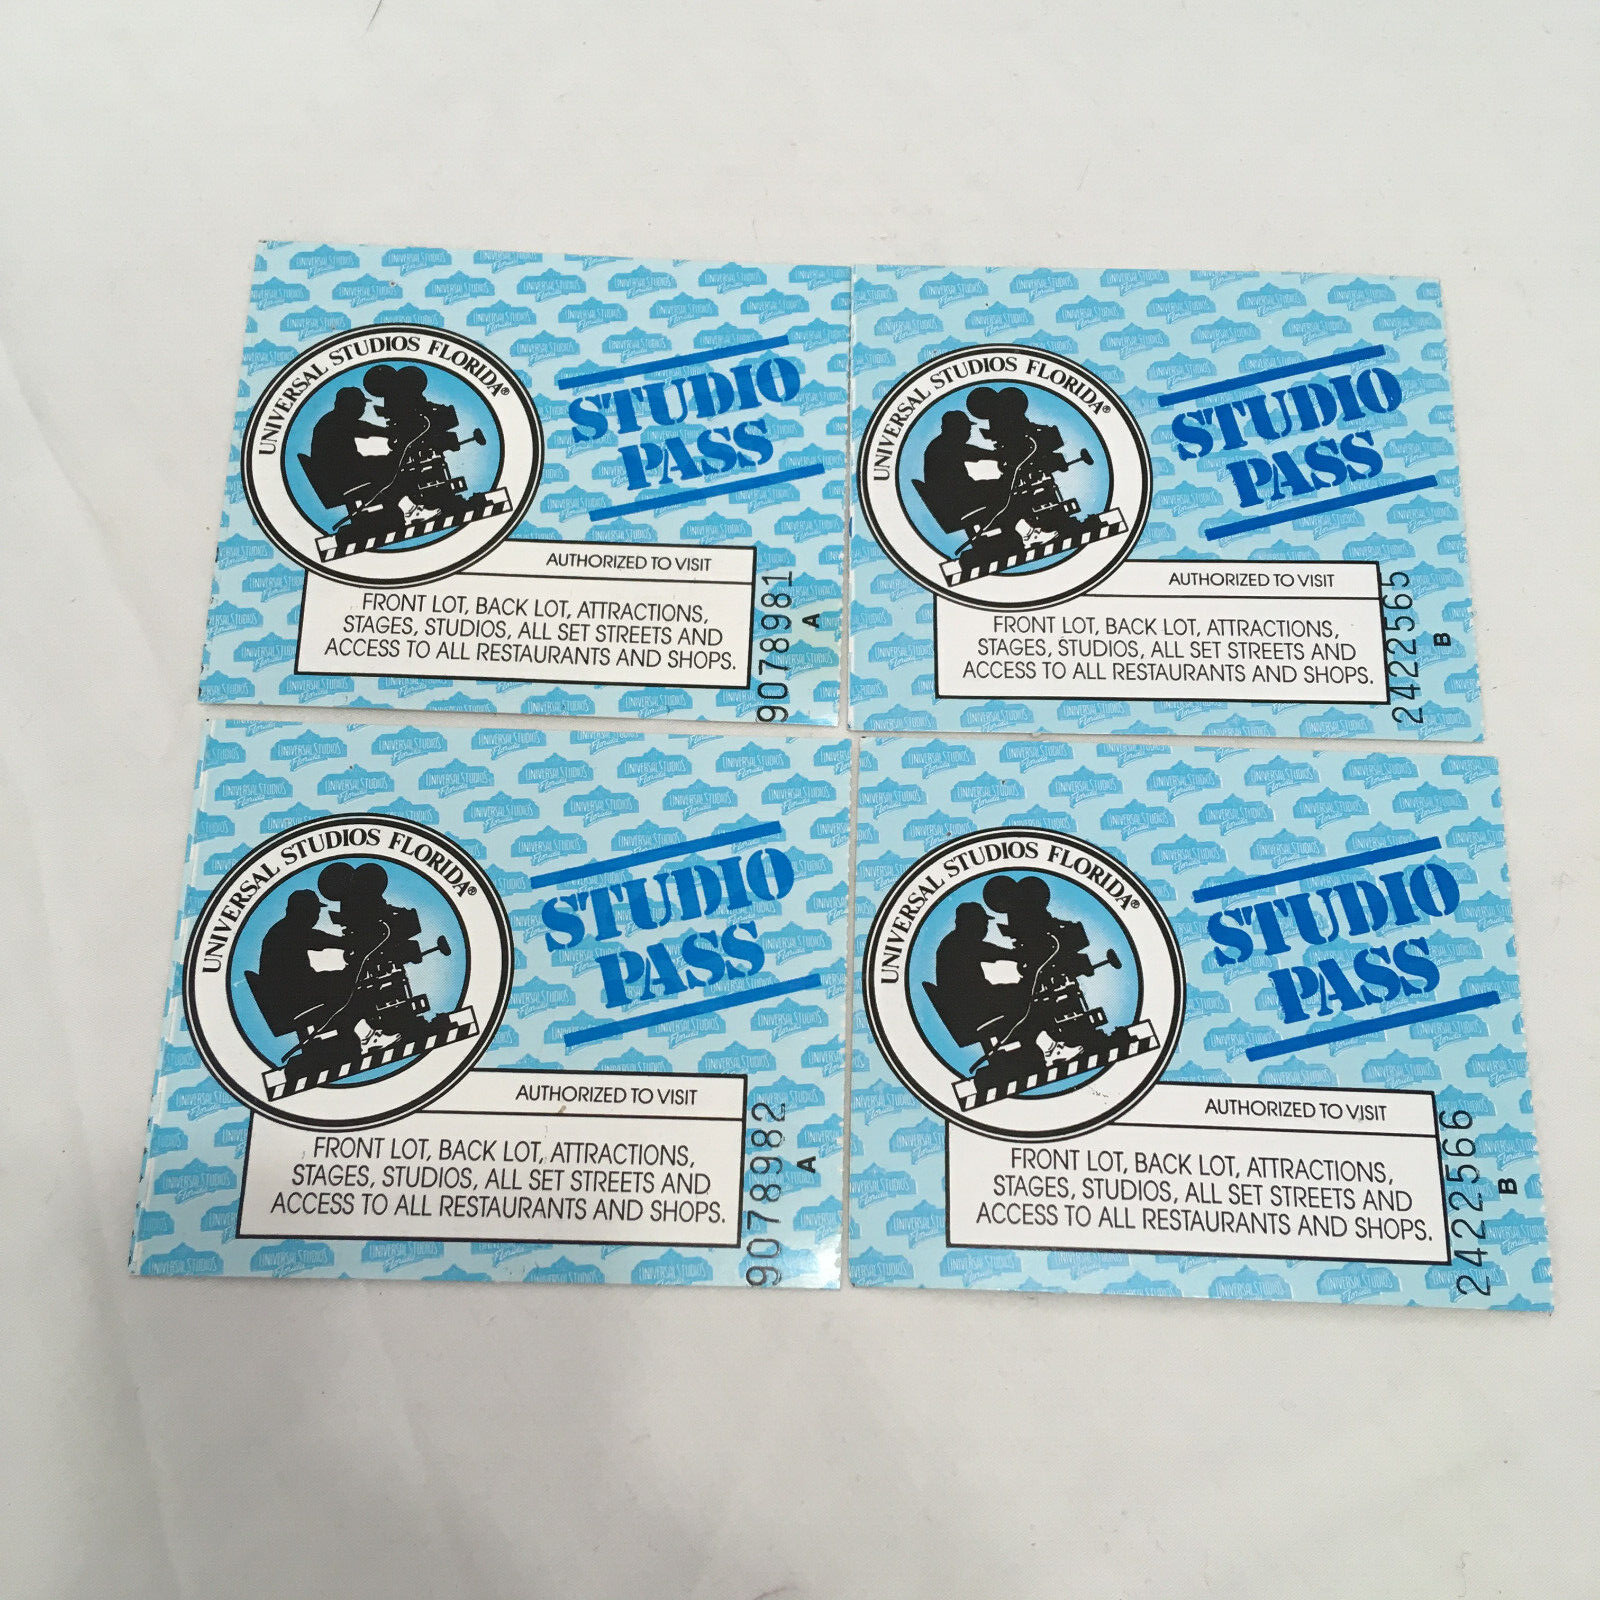 UNIVERSAL STUDIOS FLORIDA®
STUDIO
PASS
AUTHORIZED TO VISIT
FRONT LOT, BACK LOT, ATTRACTIONS,
STAGES, STUDIOS, ALL SET STREETS AND
ACCESS TO ALL RESTAURANTS AND SHOPS.
9078981
A
UNIVERSAL STUDIOS FLORIDA®
STUDIO
PASS
AUTHORIZED TO VISIT
FRONT LOT, BACK LOT, ATTRACTIONS,
STAGES, STUDIOS, ALL SET STREETS AND
ACCESS TO ALL RESTAURANTS AND SHOPS.
2422565
B
UNIVERSAL STUDIOS FLORIDA®
STUDIO
PASS
AUTHORIZED TO VISIT
FRONT LOT, BACK LOT, ATTRACTIONS,
STAGES, STUDIOS, ALL SET STREETS AND
ACCESS TO ALL RESTAURANTS AND SHOPS.
9078982
A
UNIVERSAL STUDIOS FLORIDA®
STUDIO
PASS
AUTHORIZED TO VISIT
FRONT LOT, BACK LOT, ATTRACTIONS,
STAGES, STUDIOS, ALL SET STREETS AND
ACCESS TO ALL RESTAURANTS AND SHOPS.
2422566
B